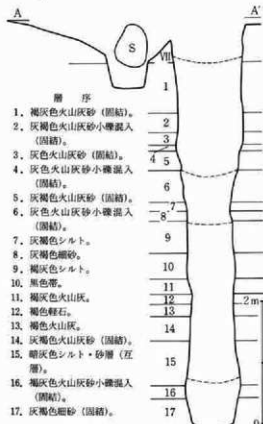 A
A'
S
VII
層序
1. 褐灰色火山灰砂(固結)。
2. 灰褐色火山灰砂小礫混入
(固結)。
3. 灰色火山灰砂(固結)。
4. 灰色火山灰砂小礫混入
(固結)。
5. 灰褐色火山灰砂(固結)。
6. 灰色火山灰砂小礫混入
(固結)。
7. 灰褐色シルト。
8. 灰褐色細砂。
9. 褐灰色シルト。
10. 黒色帯。
11. 褐灰色火山灰。
12. 褐色軽石。
13. 褐色火山灰。
14. 灰褐色火山灰砂(固結)。
15. 暗灰色シルト・砂層(互
層)。
16. 褐灰色火山灰砂小礫混入
(固結)。
17. 灰褐色細砂(固結)。
1
2
3
4
5
6
7
8
9
10
11
12
13
14
15
16
17
2m
0